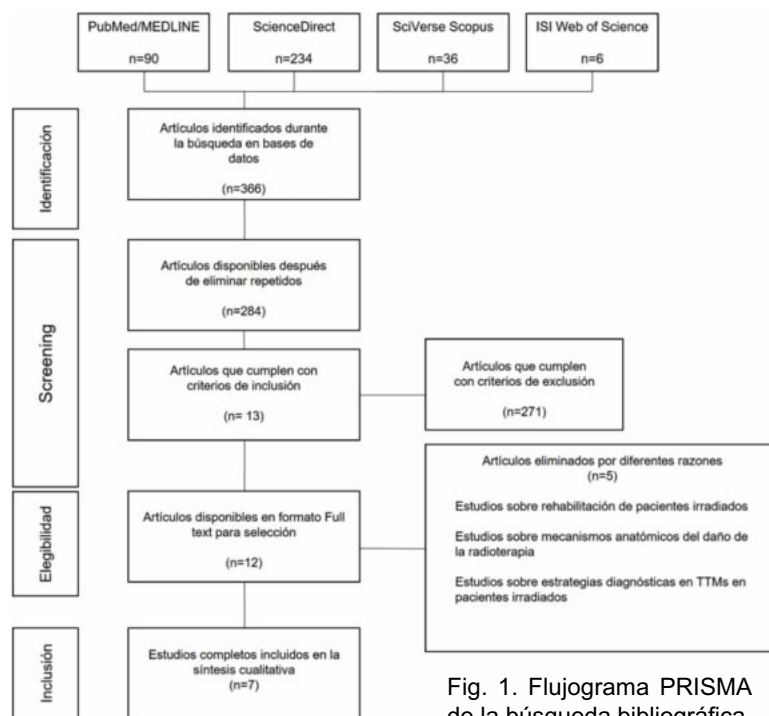 PubMed/MEDLINE
n=90
ScienceDirect
n=234
SciVerse Scopus
n=36
ISI Web of Science
n=6
Identificación
Artículos identificados durante
la búsqueda en bases de
datos
(n=366)
Screening
Artículos disponibles después
de eliminar repetidos
(n=284)
Artículos que cumplen con
criterios de inclusión
(n= 13)
Artículos que cumplen
con criterios de exclusión
(n=271)
Elegibilidad
Artículos disponibles en formato Full
text para selección
(n=12)
Artículos eliminados por diferentes razones
(n=5)
Estudios sobre rehabilitación de pacientes irradiados
Estudios sobre mecanismos anatómicos del daño de
la radioterapia
Estudios sobre estrategias diagnósticas en TTMs en
pacientes irradiados
Inclusión
Estudios completos incluidos en la
síntesis cualitativa
(n=7)
Fig. 1. Flujograma PRISMA
de la búsqueda bibliográfica